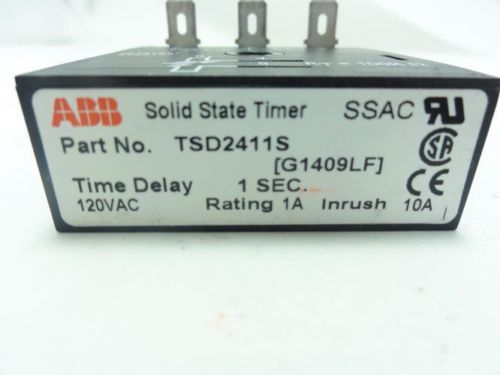 ABB Solid State Timer SSAC
Part No. TSD2411S
[G1409LF]
Time Delay 1 SEC.
120VAC Rating 1A Inrush 10A